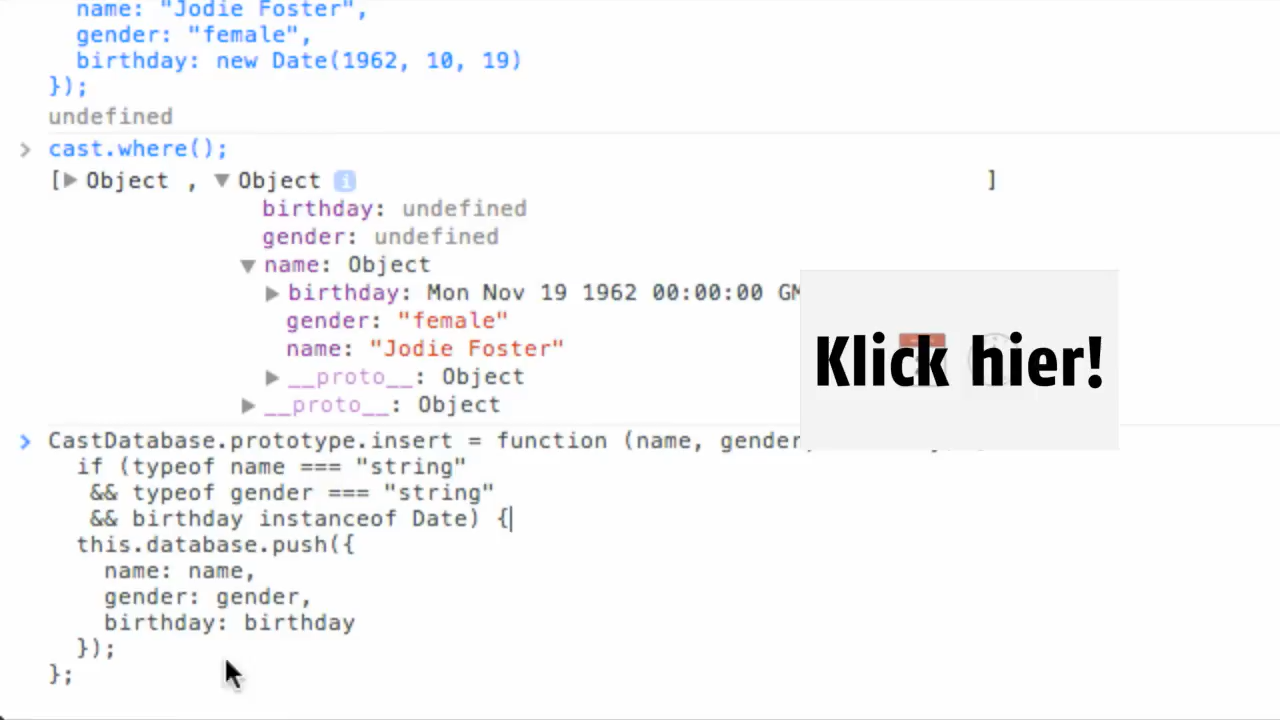 name: "Jodie Foster",
gender: "female",
birthday: new Date(1962, 10, 19)
});
undefined
> cast.where();
[▶ Object , ▼ Object i ]
birthday: undefined
gender: undefined
▼ name: Object
▶ birthday: Mon Nov 19 1962 00:00:00
gender: "female"
name: "Jodie Foster"
▶ __proto__: Object
▶ __proto__: Object
Klick hier!
> CastDatabase.prototype.insert = function (name, gender,
if (typeof name === "string"
&& typeof gender === "string"
&& birthday instanceof Date) {
this.database.push({
name: name,
gender: gender,
birthday: birthday
});
};